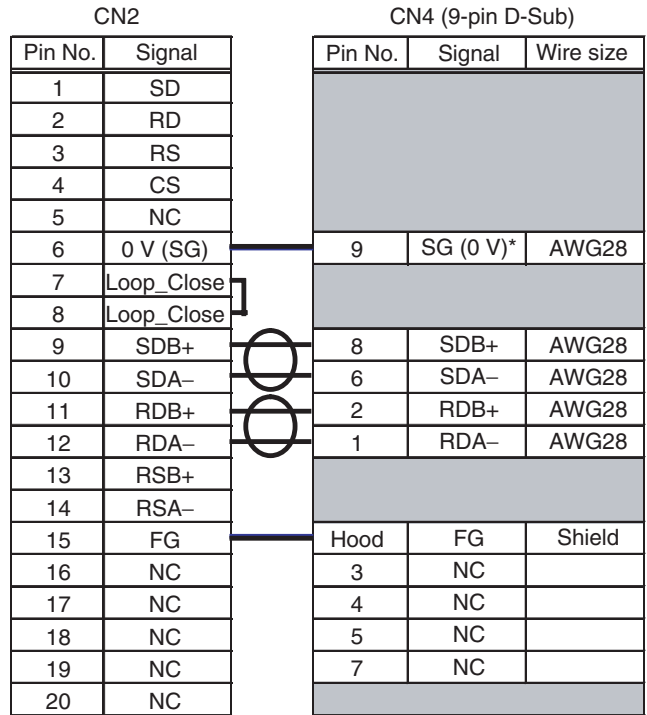 CN2 CN4 (9-pin D-Sub)
Pin No. Signal Pin No. Signal Wire size
1 SD
2 RD
3 RS
4 CS
5 NC
6 0 V (SG) 9 SG (0 V)* AWG28
7 Loop_Close
8 Loop_Close
9 SDB+ 8 SDB+ AWG28
10 SDA− 6 SDA− AWG28
11 RDB+ 2 RDB+ AWG28
12 RDA− 1 RDA− AWG28
13 RSB+
14 RSA−
15 FG Hood FG Shield
16 NC 3 NC
17 NC 4 NC
18 NC 5 NC
19 NC 7 NC
20 NC